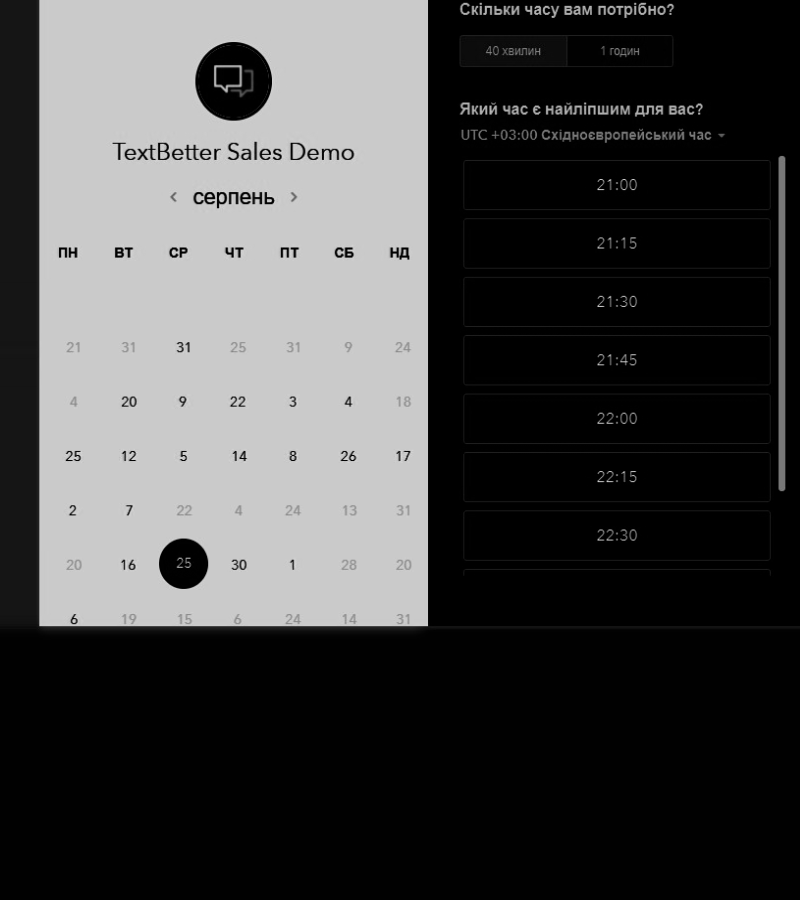 TextBetter Sales Demo
серпень
ПН ВТ СР ЧТ ПТ СБ НД
21 31 31 25 31 9 24
4 20 9 22 3 4 18
25 12 5 14 8 26 17
2 7 22 4 24 13 31
20 16 25 30 1 28 20
6 19 15 6 24 14 31
Скільки часу вам потрібно?
40 хвилин 1 годин
Який час є найліпшим для вас?
UTC +03:00 Східноєвропейський час
21:00
21:15
21:30
21:45
22:00
22:15
22:30